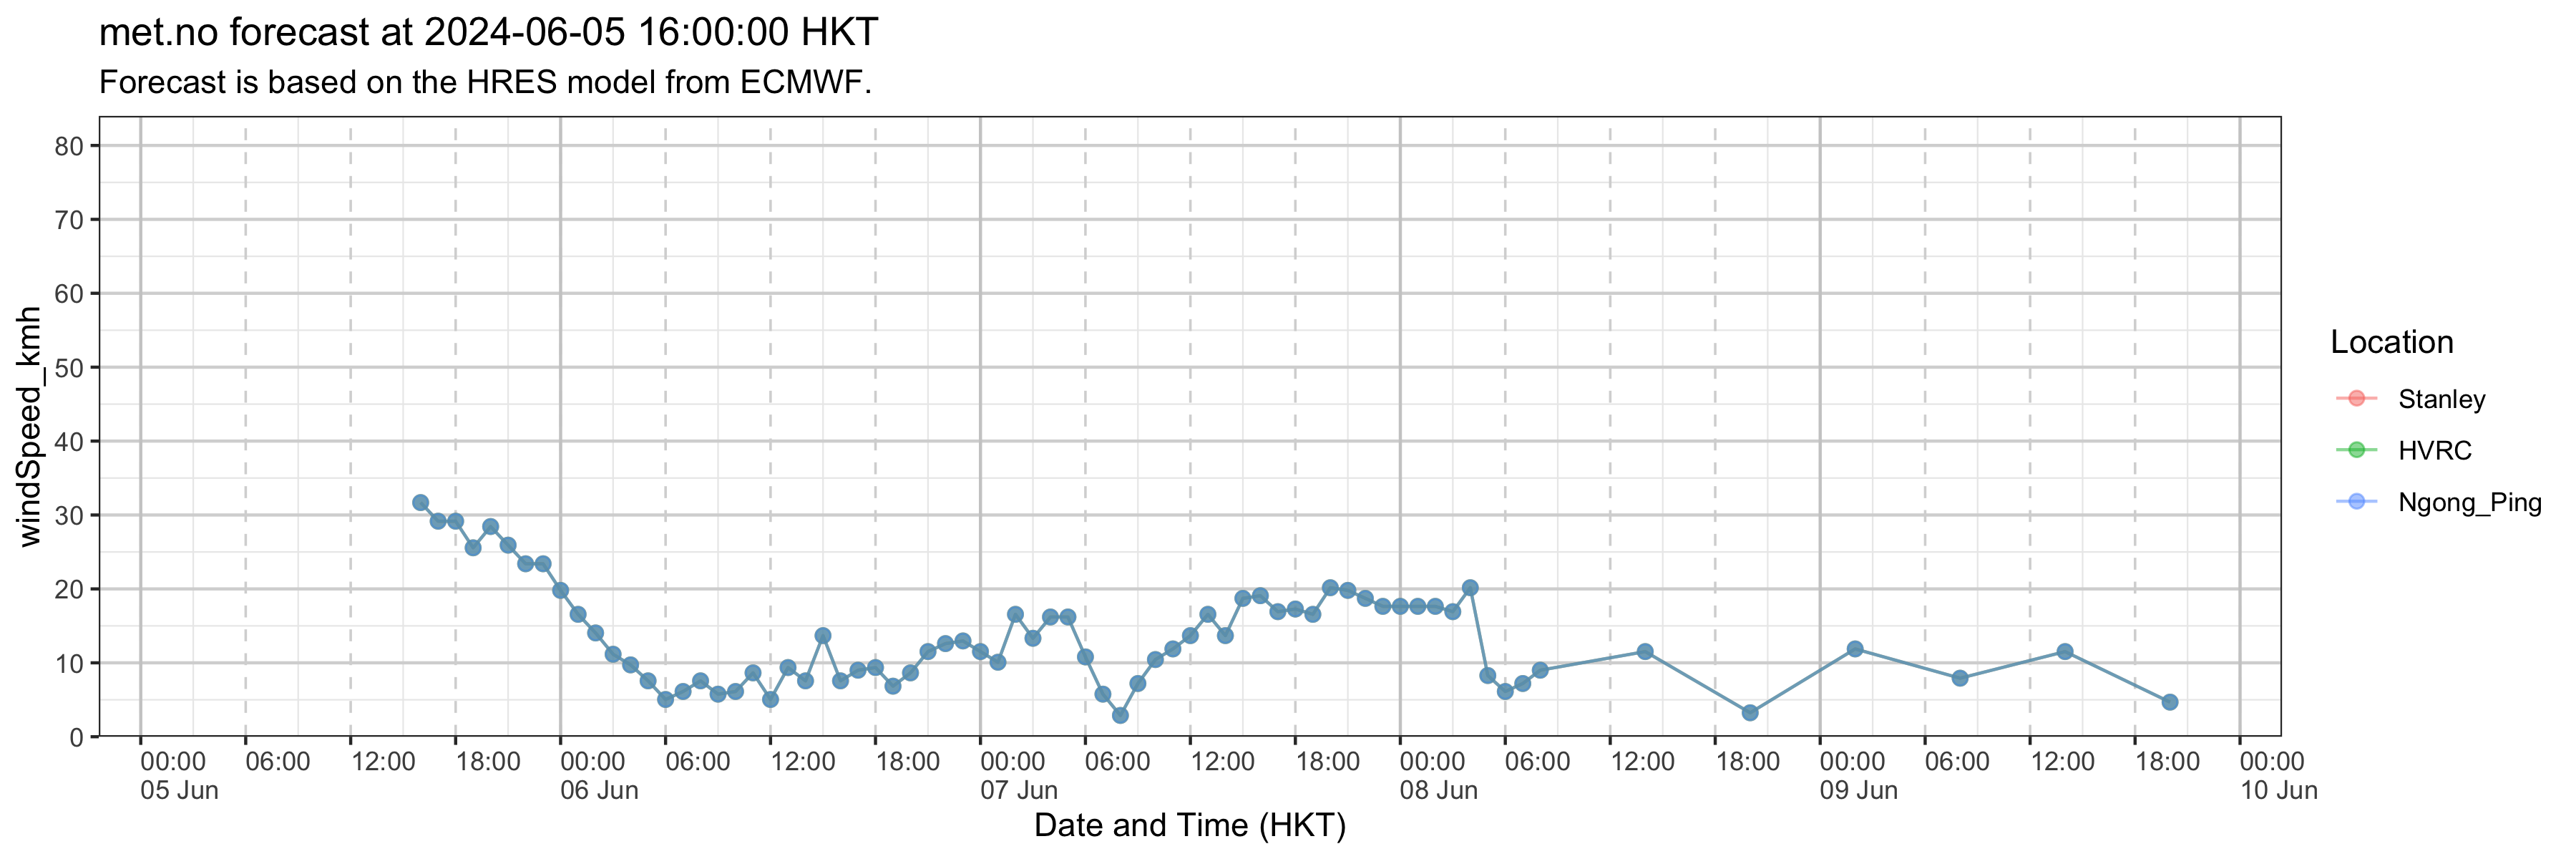 met.no forecast at 2024-06-05 16:00:00 HKT
Forecast is based on the HRES model from ECMWF.
windSpeed_kmh
80
70
60
50
40
30
20
10
0
00:00 06:00 12:00 18:00 00:00 06:00 12:00 18:00 00:00 06:00 12:00 18:00 00:00 06:00 12:00 18:00 00:00 06:00 12:00 18:00 00:00
05 Jun 06 Jun 07 Jun 08 Jun 09 Jun 10 Jun
Date and Time (HKT)
Location
Stanley
HVRC
Ngong_Ping